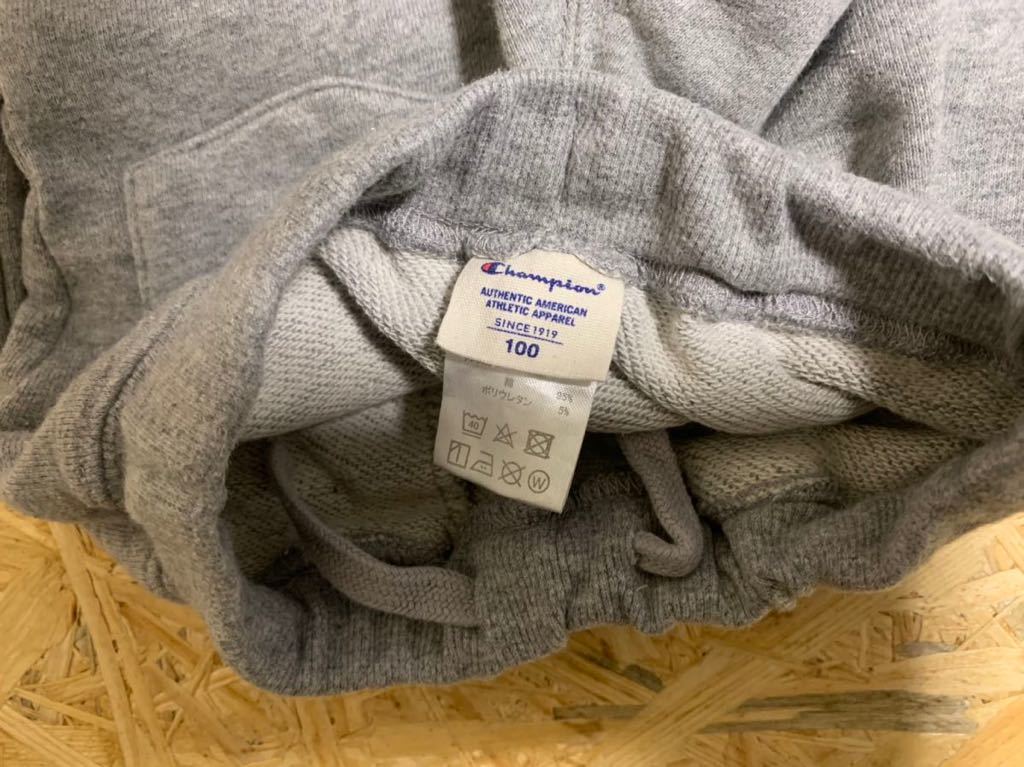 Champion®
AUTHENTIC AMERICAN
ATHLETIC APPAREL
SINCE 1919
100
綿 95%
ポリウレタン 5%
40
W